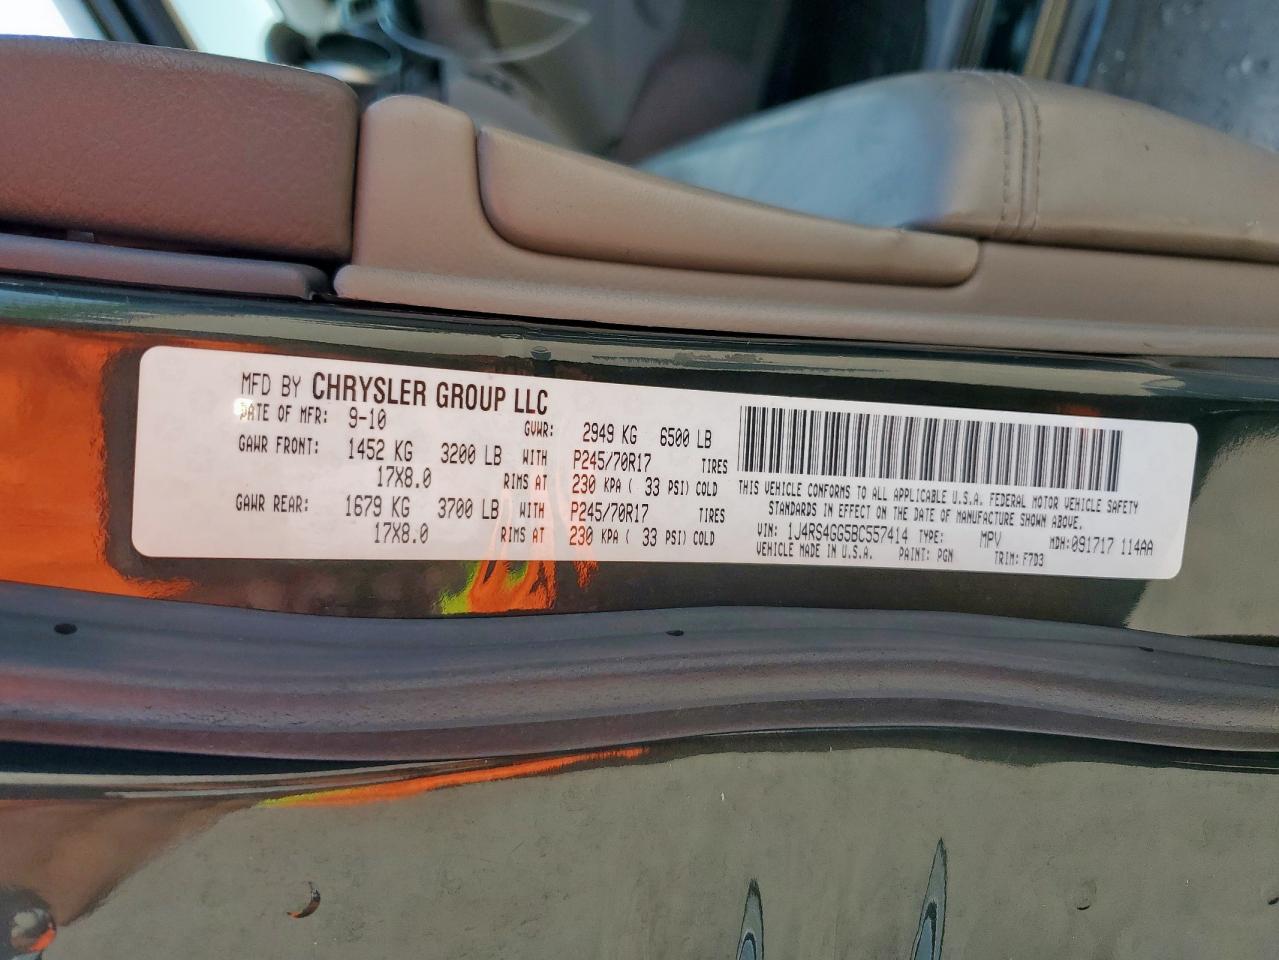 MFD BY CHRYSLER GROUP LLC
DATE OF MFR: 9-10 GVWR: 2949 KG 6500 LB
GAWR FRONT: 1452 KG 3200 LB WITH P245/70R17 TIRES
17X8.0 RIMS AT 230 KPA ( 33 PSI) COLD
GAWR REAR: 1679 KG 3700 LB WITH P245/70R17 TIRES
17X8.0 RIMS AT 230 KPA ( 33 PSI) COLD
THIS VEHICLE CONFORMS TO ALL APPLICABLE U.S.A. FEDERAL MOTOR VEHICLE SAFETY
STANDARDS IN EFFECT ON THE DATE OF MANUFACTURE SHOWN ABOVE.
VIN: 1J4RS4GG5BC557414 TYPE: MPV MDH: 091717 114AA
VEHICLE MADE IN U.S.A. PAINT: PGN TRIM: F7D3